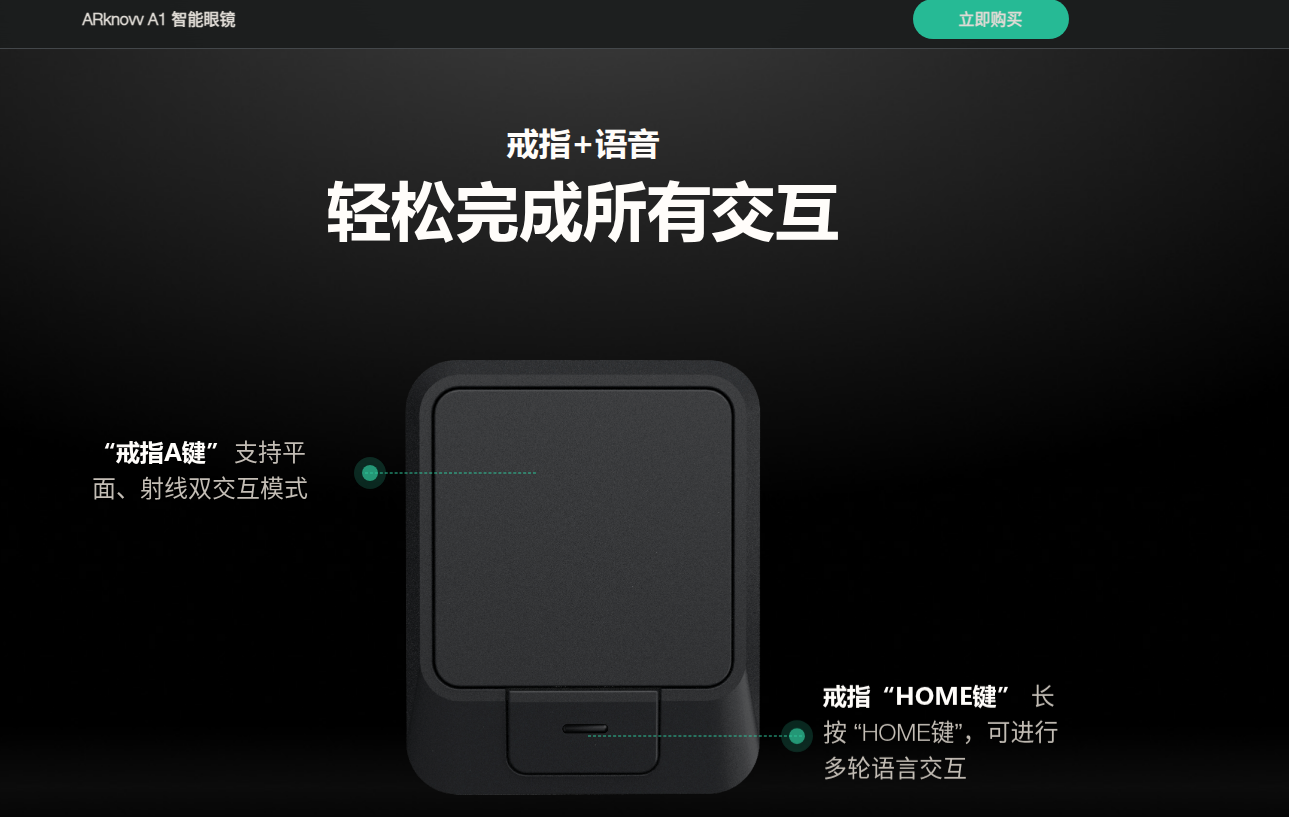 ARknovv A1 智能眼镜
立即购买
戒指+语音
轻松完成所有交互
“戒指A键” 支持平
面、射线双交互模式
戒指“HOME键” 长
按 “HOME键”，可进行
多轮语言交互